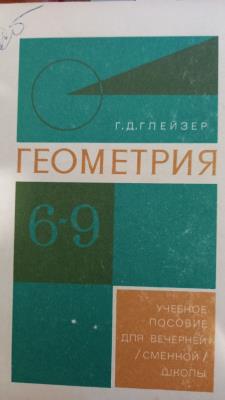 Г.Д.ГЛЕЙЗЕР
ГЕОМЕТРИЯ
6-9
УЧЕБНОЕ
ПОСОБИЕ
ДЛЯ ВЕЧЕРНЕЙ
/СМЕННОЙ/
ШКОЛЫ